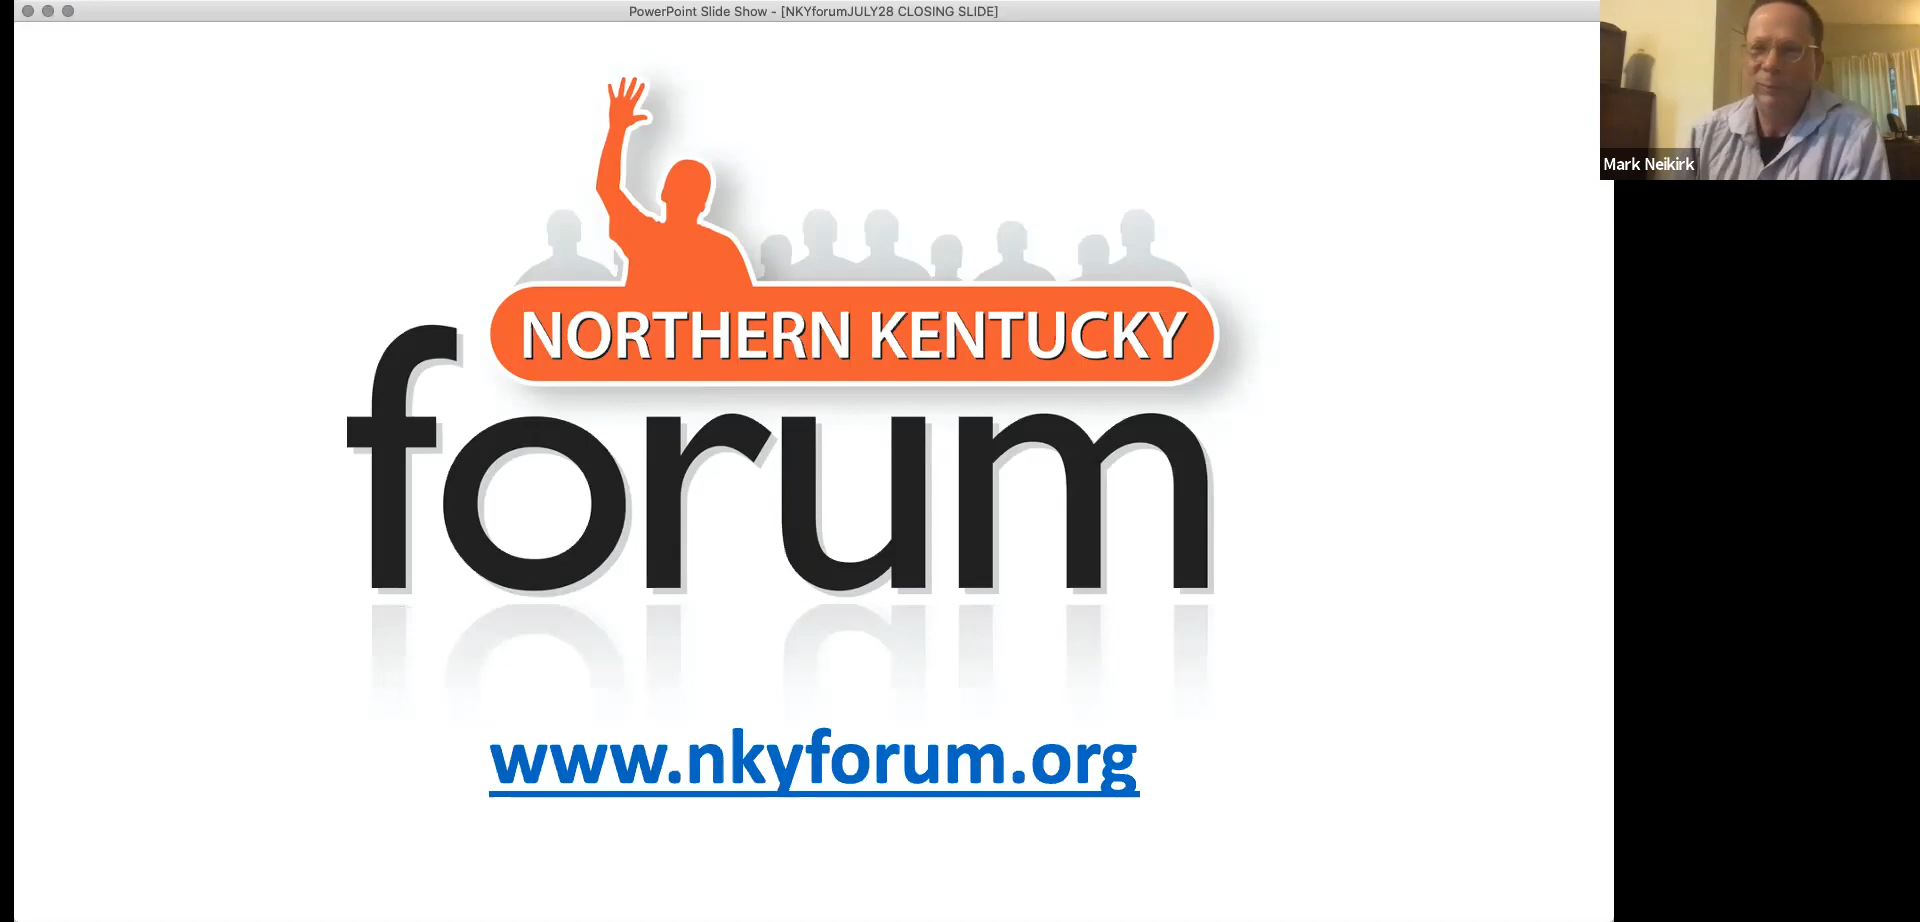 PowerPoint Slide Show - [NKYforumJULY28 CLOSING SLIDE]
Mark Neikirk
NORTHERN KENTUCKY
forum
www.nkyforum.org